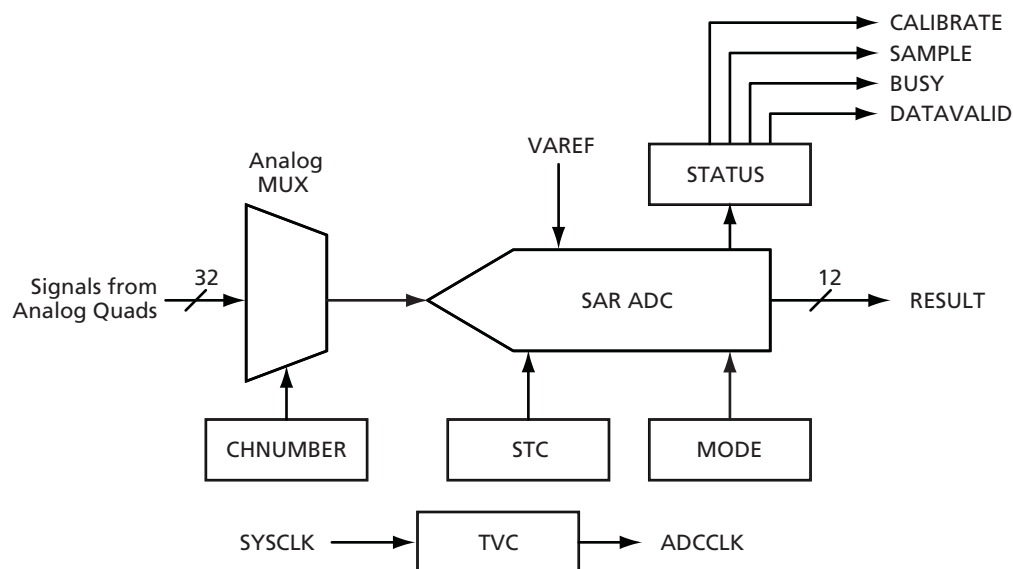 CALIBRATE
SAMPLE
BUSY
DATAVALID
VAREF
STATUS
Analog
MUX
32
Signals from
Analog Quads
SAR ADC
12
RESULT
CHNUMBER
STC
MODE
SYSCLK
TVC
ADCCLK